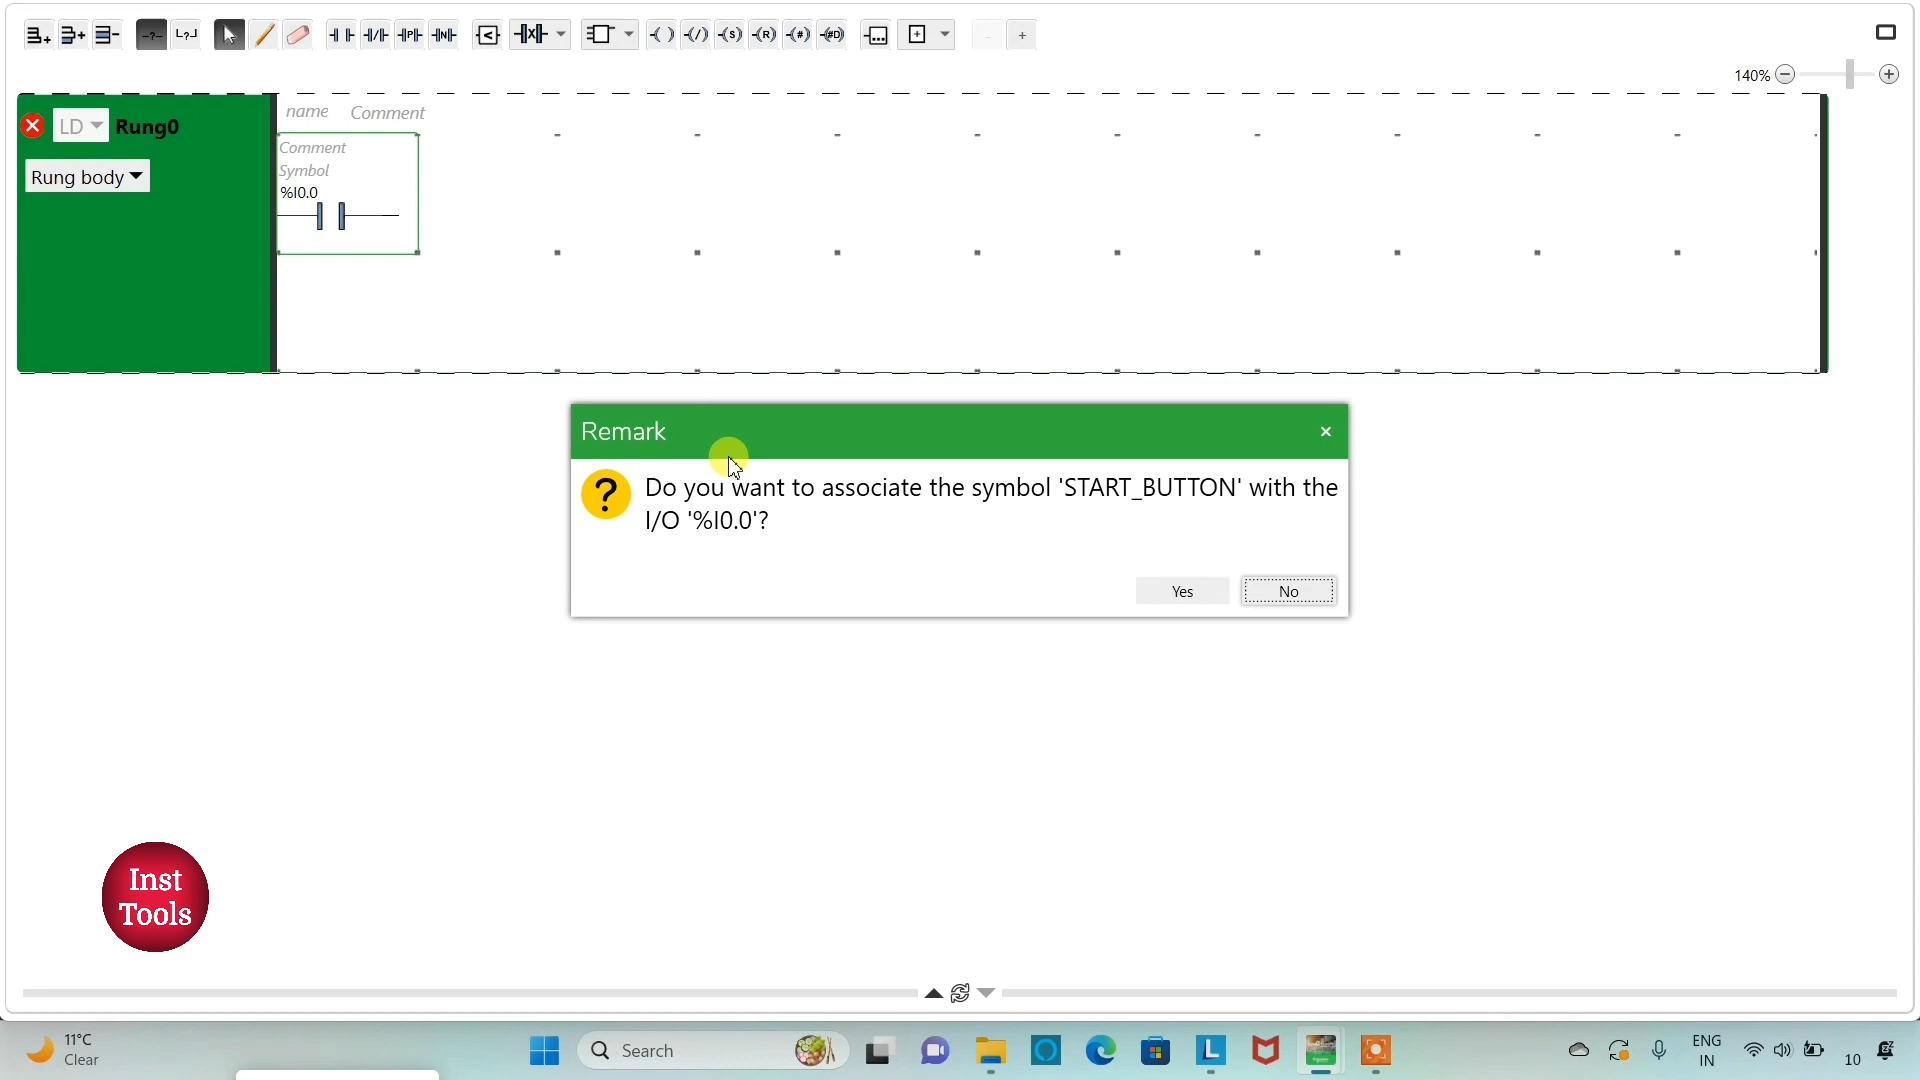 140%
LD Rung0
name Comment
Rung body
Comment
Symbol
%I0.0
Remark
Do you want to associate the symbol 'START_BUTTON' with the
I/O '%I0.0'?
Yes No
Inst
Tools
11°C
Clear
Search
ENG
IN
10